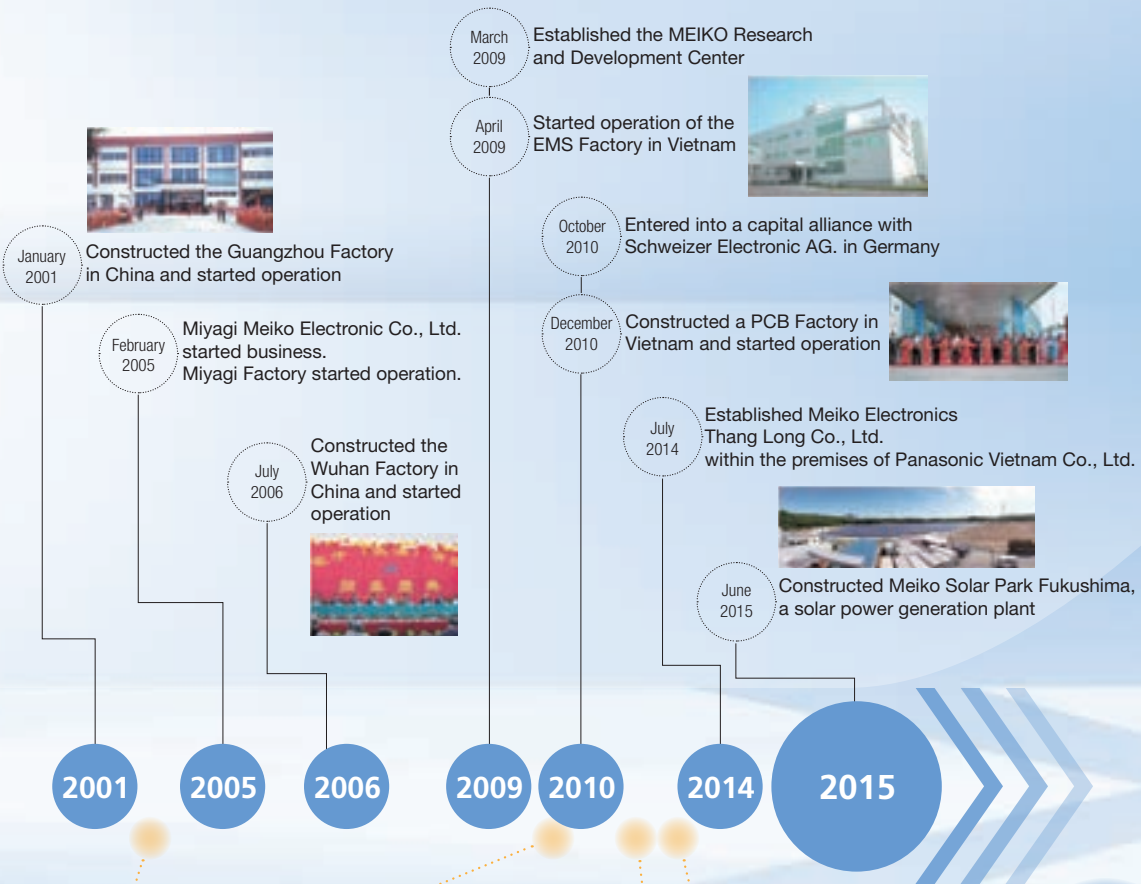 March
2009
Established the MEIKO Research
and Development Center
April
2009
Started operation of the
EMS Factory in Vietnam
January
2001
Constructed the Guangzhou Factory
in China and started operation
October
2010
Entered into a capital alliance with
Schweizer Electronic AG. in Germany
February
2005
Miyagi Meiko Electronic Co., Ltd.
started business.
Miyagi Factory started operation.
December
2010
Constructed a PCB Factory in
Vietnam and started operation
July
2006
Constructed the
Wuhan Factory in
China and started
operation
July
2014
Established Meiko Electronics
Thang Long Co., Ltd.
within the premises of Panasonic Vietnam Co., Ltd.
June
2015
Constructed Meiko Solar Park Fukushima,
a solar power generation plant
2001
2005
2006
2009
2010
2014
2015